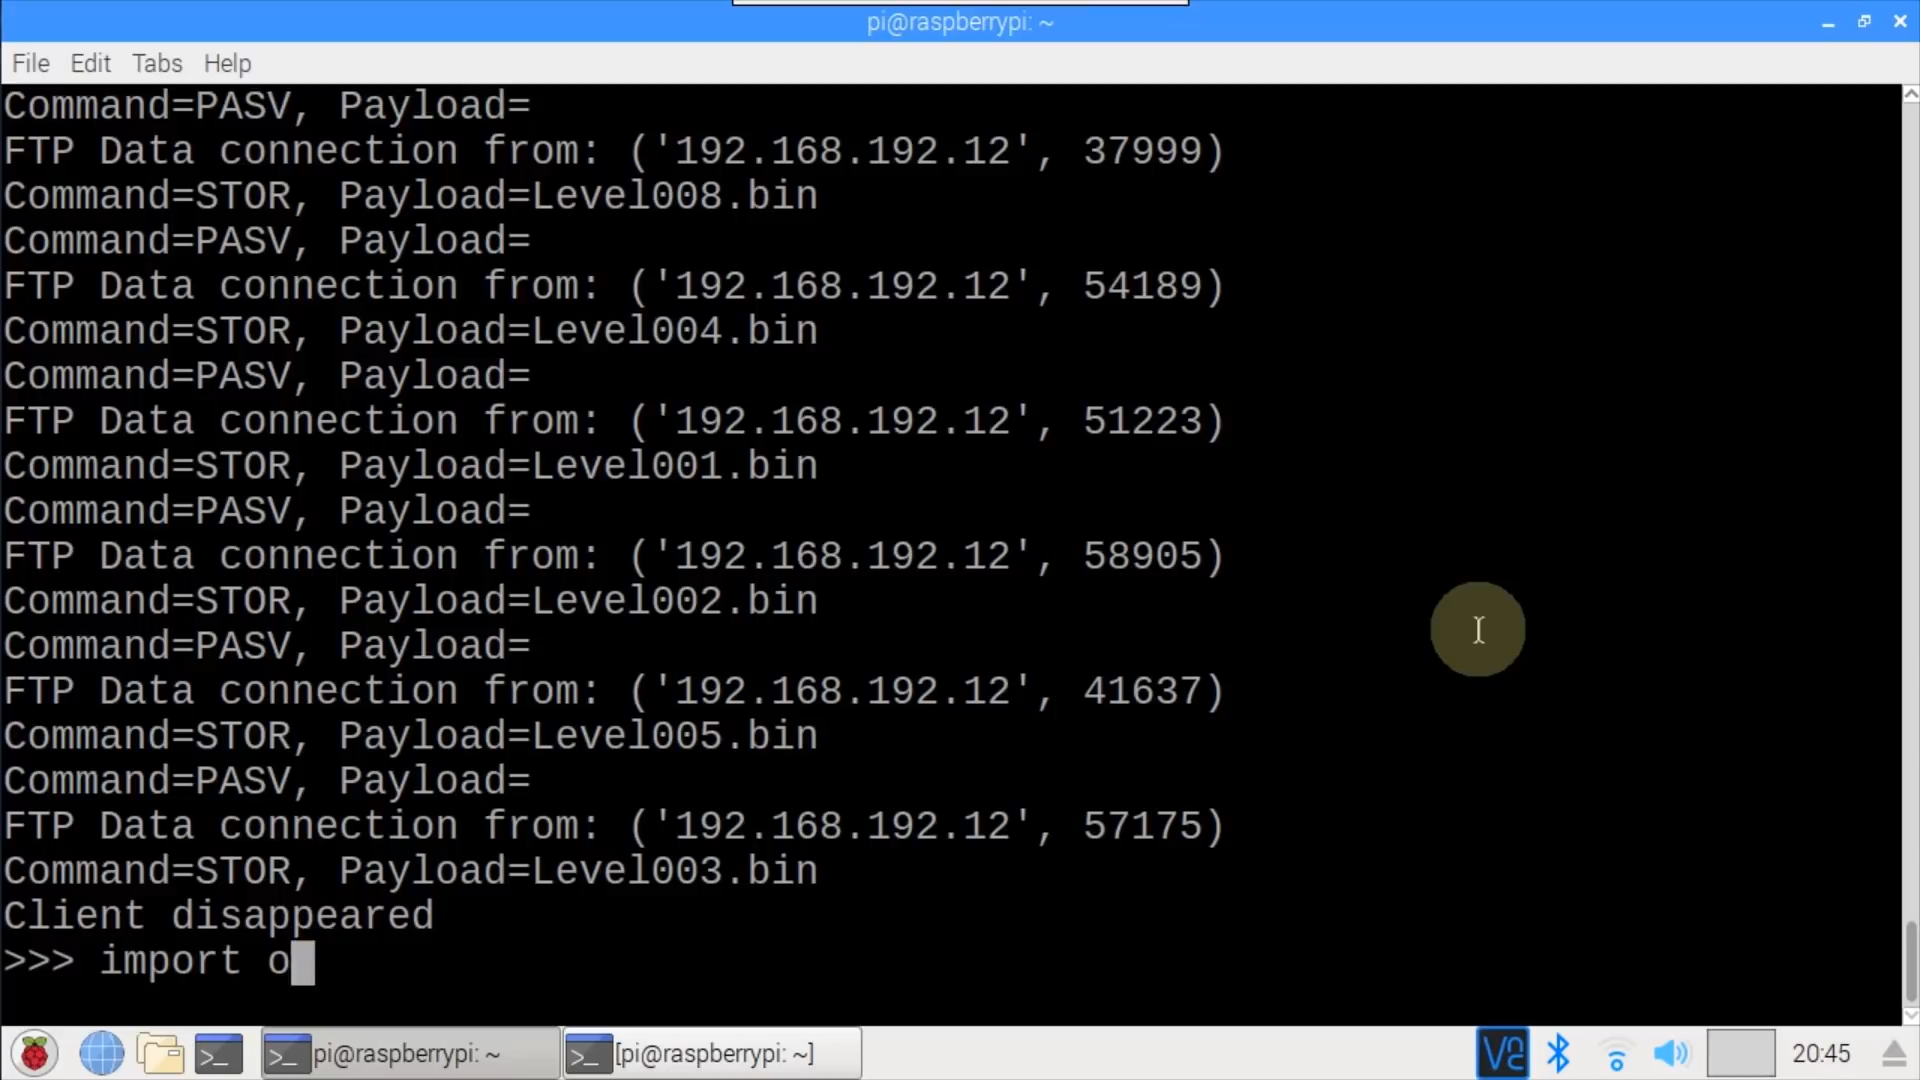 pi@raspberrypi: ~
File Edit Tabs Help
Command=PASV, Payload=
FTP Data connection from: ('192.168.192.12', 37999)
Command=STOR, Payload=Level008.bin
Command=PASV, Payload=
FTP Data connection from: ('192.168.192.12', 54189)
Command=STOR, Payload=Level004.bin
Command=PASV, Payload=
FTP Data connection from: ('192.168.192.12', 51223)
Command=STOR, Payload=Level001.bin
Command=PASV, Payload=
FTP Data connection from: ('192.168.192.12', 58905)
Command=STOR, Payload=Level002.bin
Command=PASV, Payload=
FTP Data connection from: ('192.168.192.12', 41637)
Command=STOR, Payload=Level005.bin
Command=PASV, Payload=
FTP Data connection from: ('192.168.192.12', 57175)
Command=STOR, Payload=Level003.bin
Client disappeared
>>> import o
pi@raspberrypi: ~ [pi@raspberrypi: ~] 20:45